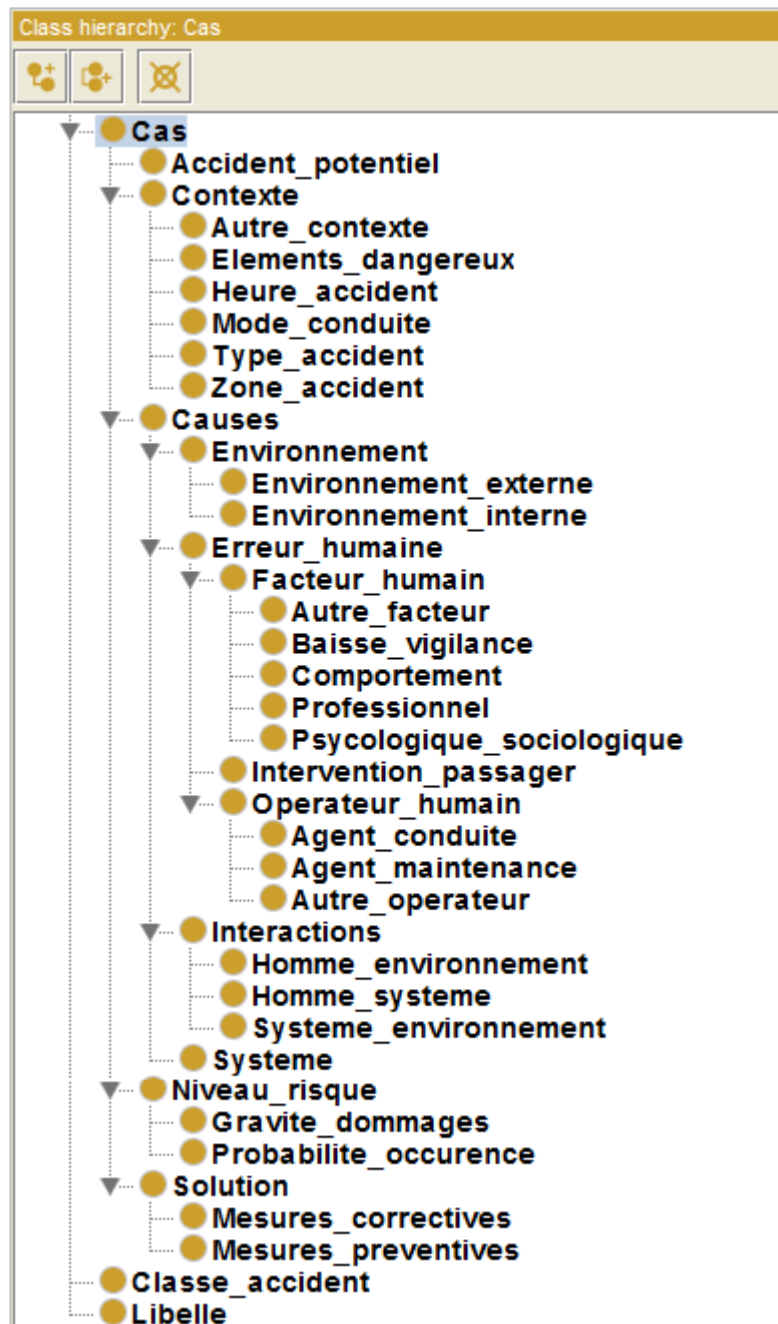 Class hierarchy: Cas
Cas
Accident_potentiel
Contexte
Autre_contexte
Elements_dangereux
Heure_accident
Mode_conduite
Type_accident
Zone_accident
Causes
Environnement
Environnement_externe
Environnement_interne
Erreur_humaine
Facteur_humain
Autre_facteur
Baisse_vigilance
Comportement
Professionnel
Psycologique_sociologique
Intervention_passager
Operateur_humain
Agent_conduite
Agent_maintenance
Autre_operateur
Interactions
Homme_environnement
Homme_systeme
Systeme_environnement
Systeme
Niveau_risque
Gravite_dommages
Probabilite_occurence
Solution
Mesures_correctives
Mesures_preventives
Classe_accident
Libelle